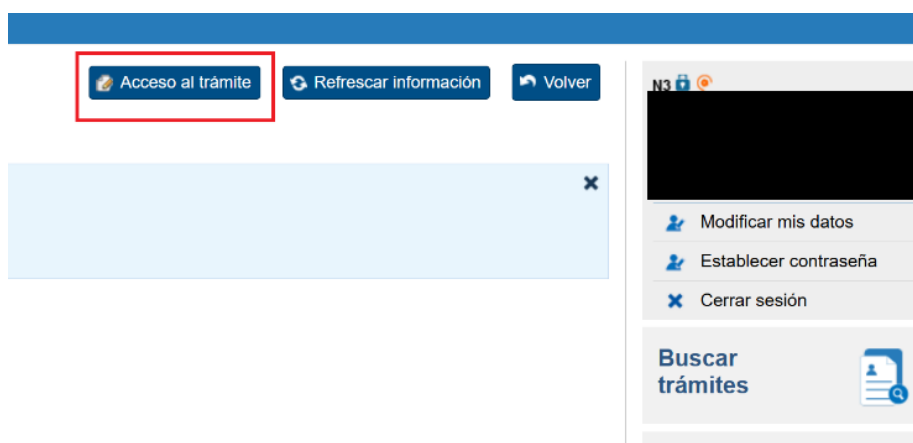 Acceso al trámite
Refrescar información
Volver
N3
Modificar mis datos
Establecer contraseña
Cerrar sesión
Buscar
trámites